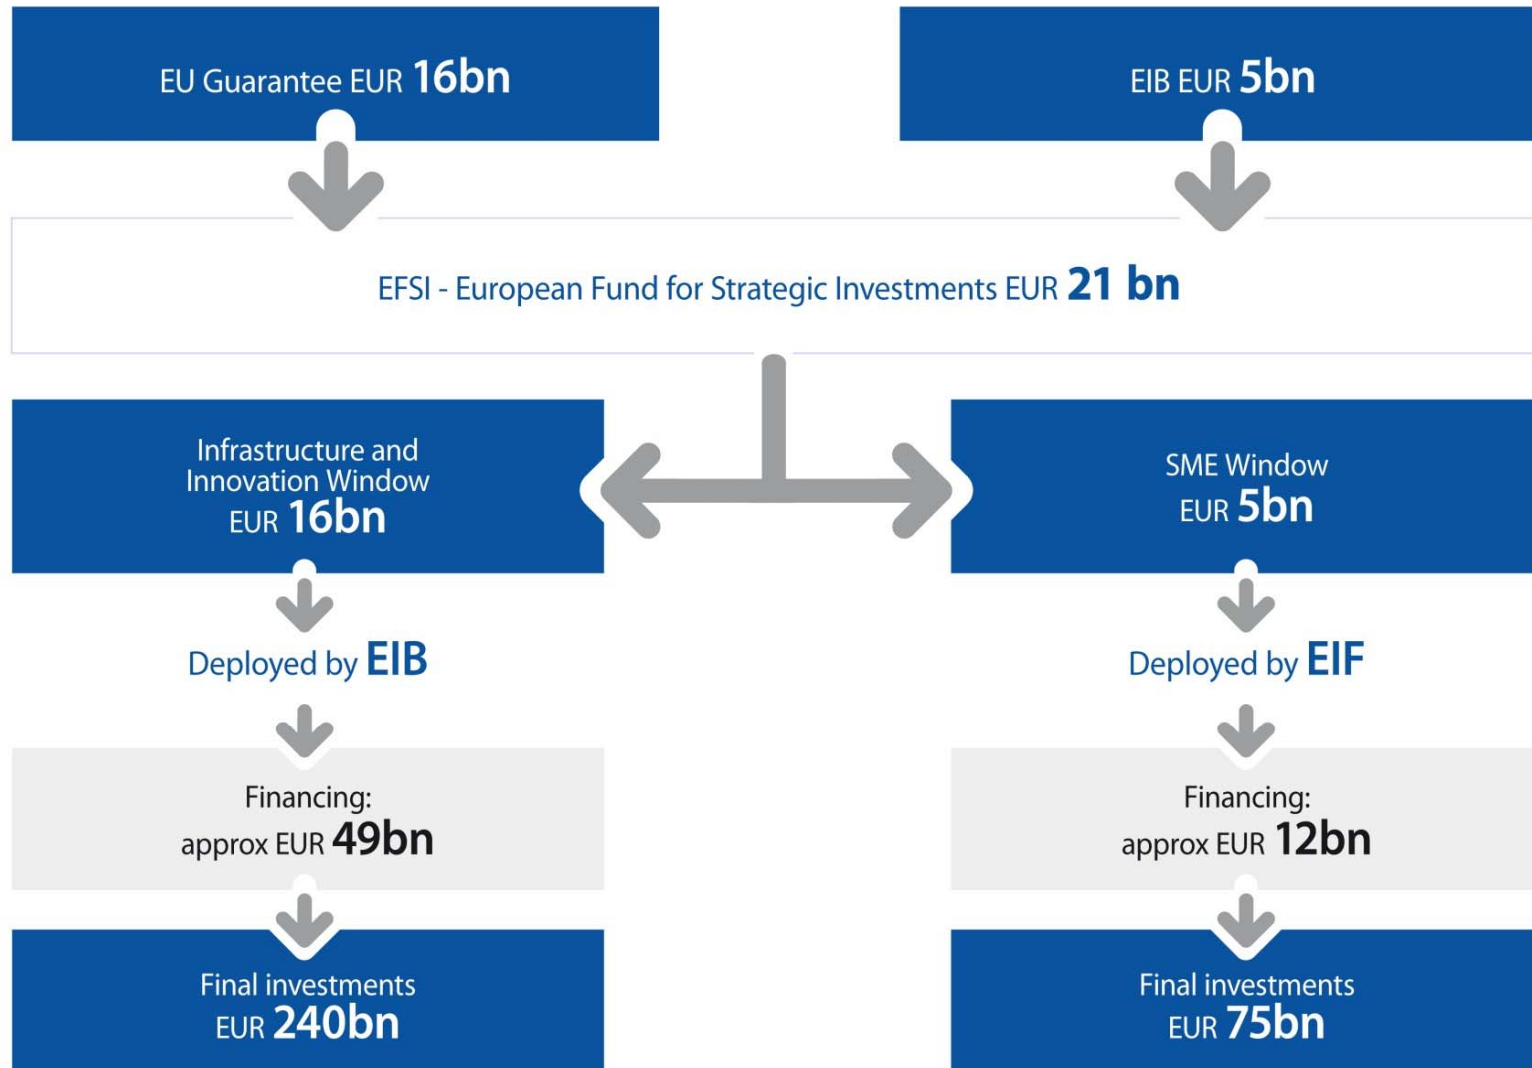 EU Guarantee EUR 16bn
EIB EUR 5bn
EFSI - European Fund for Strategic Investments EUR 21 bn
Infrastructure and
Innovation Window
EUR 16bn
SME Window
EUR 5bn
Deployed by EIB
Deployed by EIF
Financing:
approx EUR 49bn
Financing:
approx EUR 12bn
Final investments
EUR 240bn
Final investments
EUR 75bn